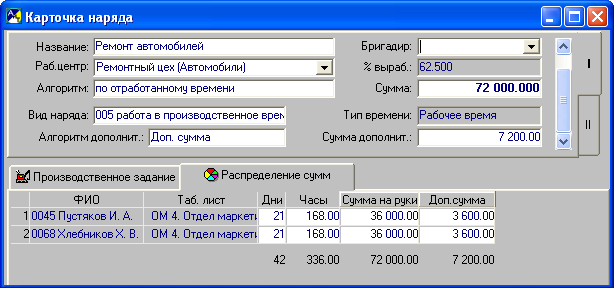 Карточка наряда
Название: Ремонт автомобилей Бригадир:
Раб.центр: Ремонтный цех (Автомобили) % выраб.: 62.500
Алгоритм: по отработанному времени Сумма: 72 000.000
Вид наряда: 005 работа в производственное врем Тип времени: Рабочее время
Алгоритм дополнит.: Доп. сумма Сумма дополнит.: 7 200.00
I
II
Производственное задание Распределение сумм
ФИО Таб. лист Дни Часы Сумма на руки Доп.сумма
1 0045 Пустяков И. А. ОМ 4. Отдел маркети 21 168.00 36 000.00 3 600.00
2 0068 Хлебников Х. В. ОМ 4. Отдел маркети 21 168.00 36 000.00 3 600.00
42 336.00 72 000.00 7 200.00